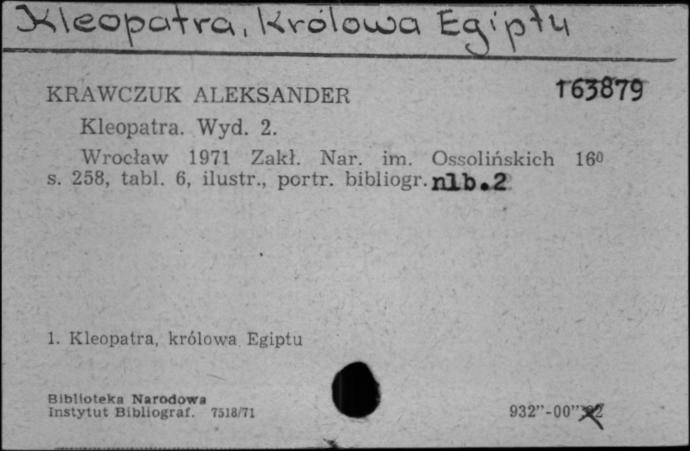 Kleopatra, Królowa Egiptu
T63879
KRAWCZUK ALEKSANDER
Kleopatra. Wyd. 2.
Wrocław 1971 Zakł. Nar. im. Ossolińskich 16⁰
s. 258, tabl. 6, ilustr., portr. bibliogr. nlb.2
1. Kleopatra, królowa Egiptu
Biblioteka Narodowa
Instytut Bibliograf. 7518/71
932"-00"